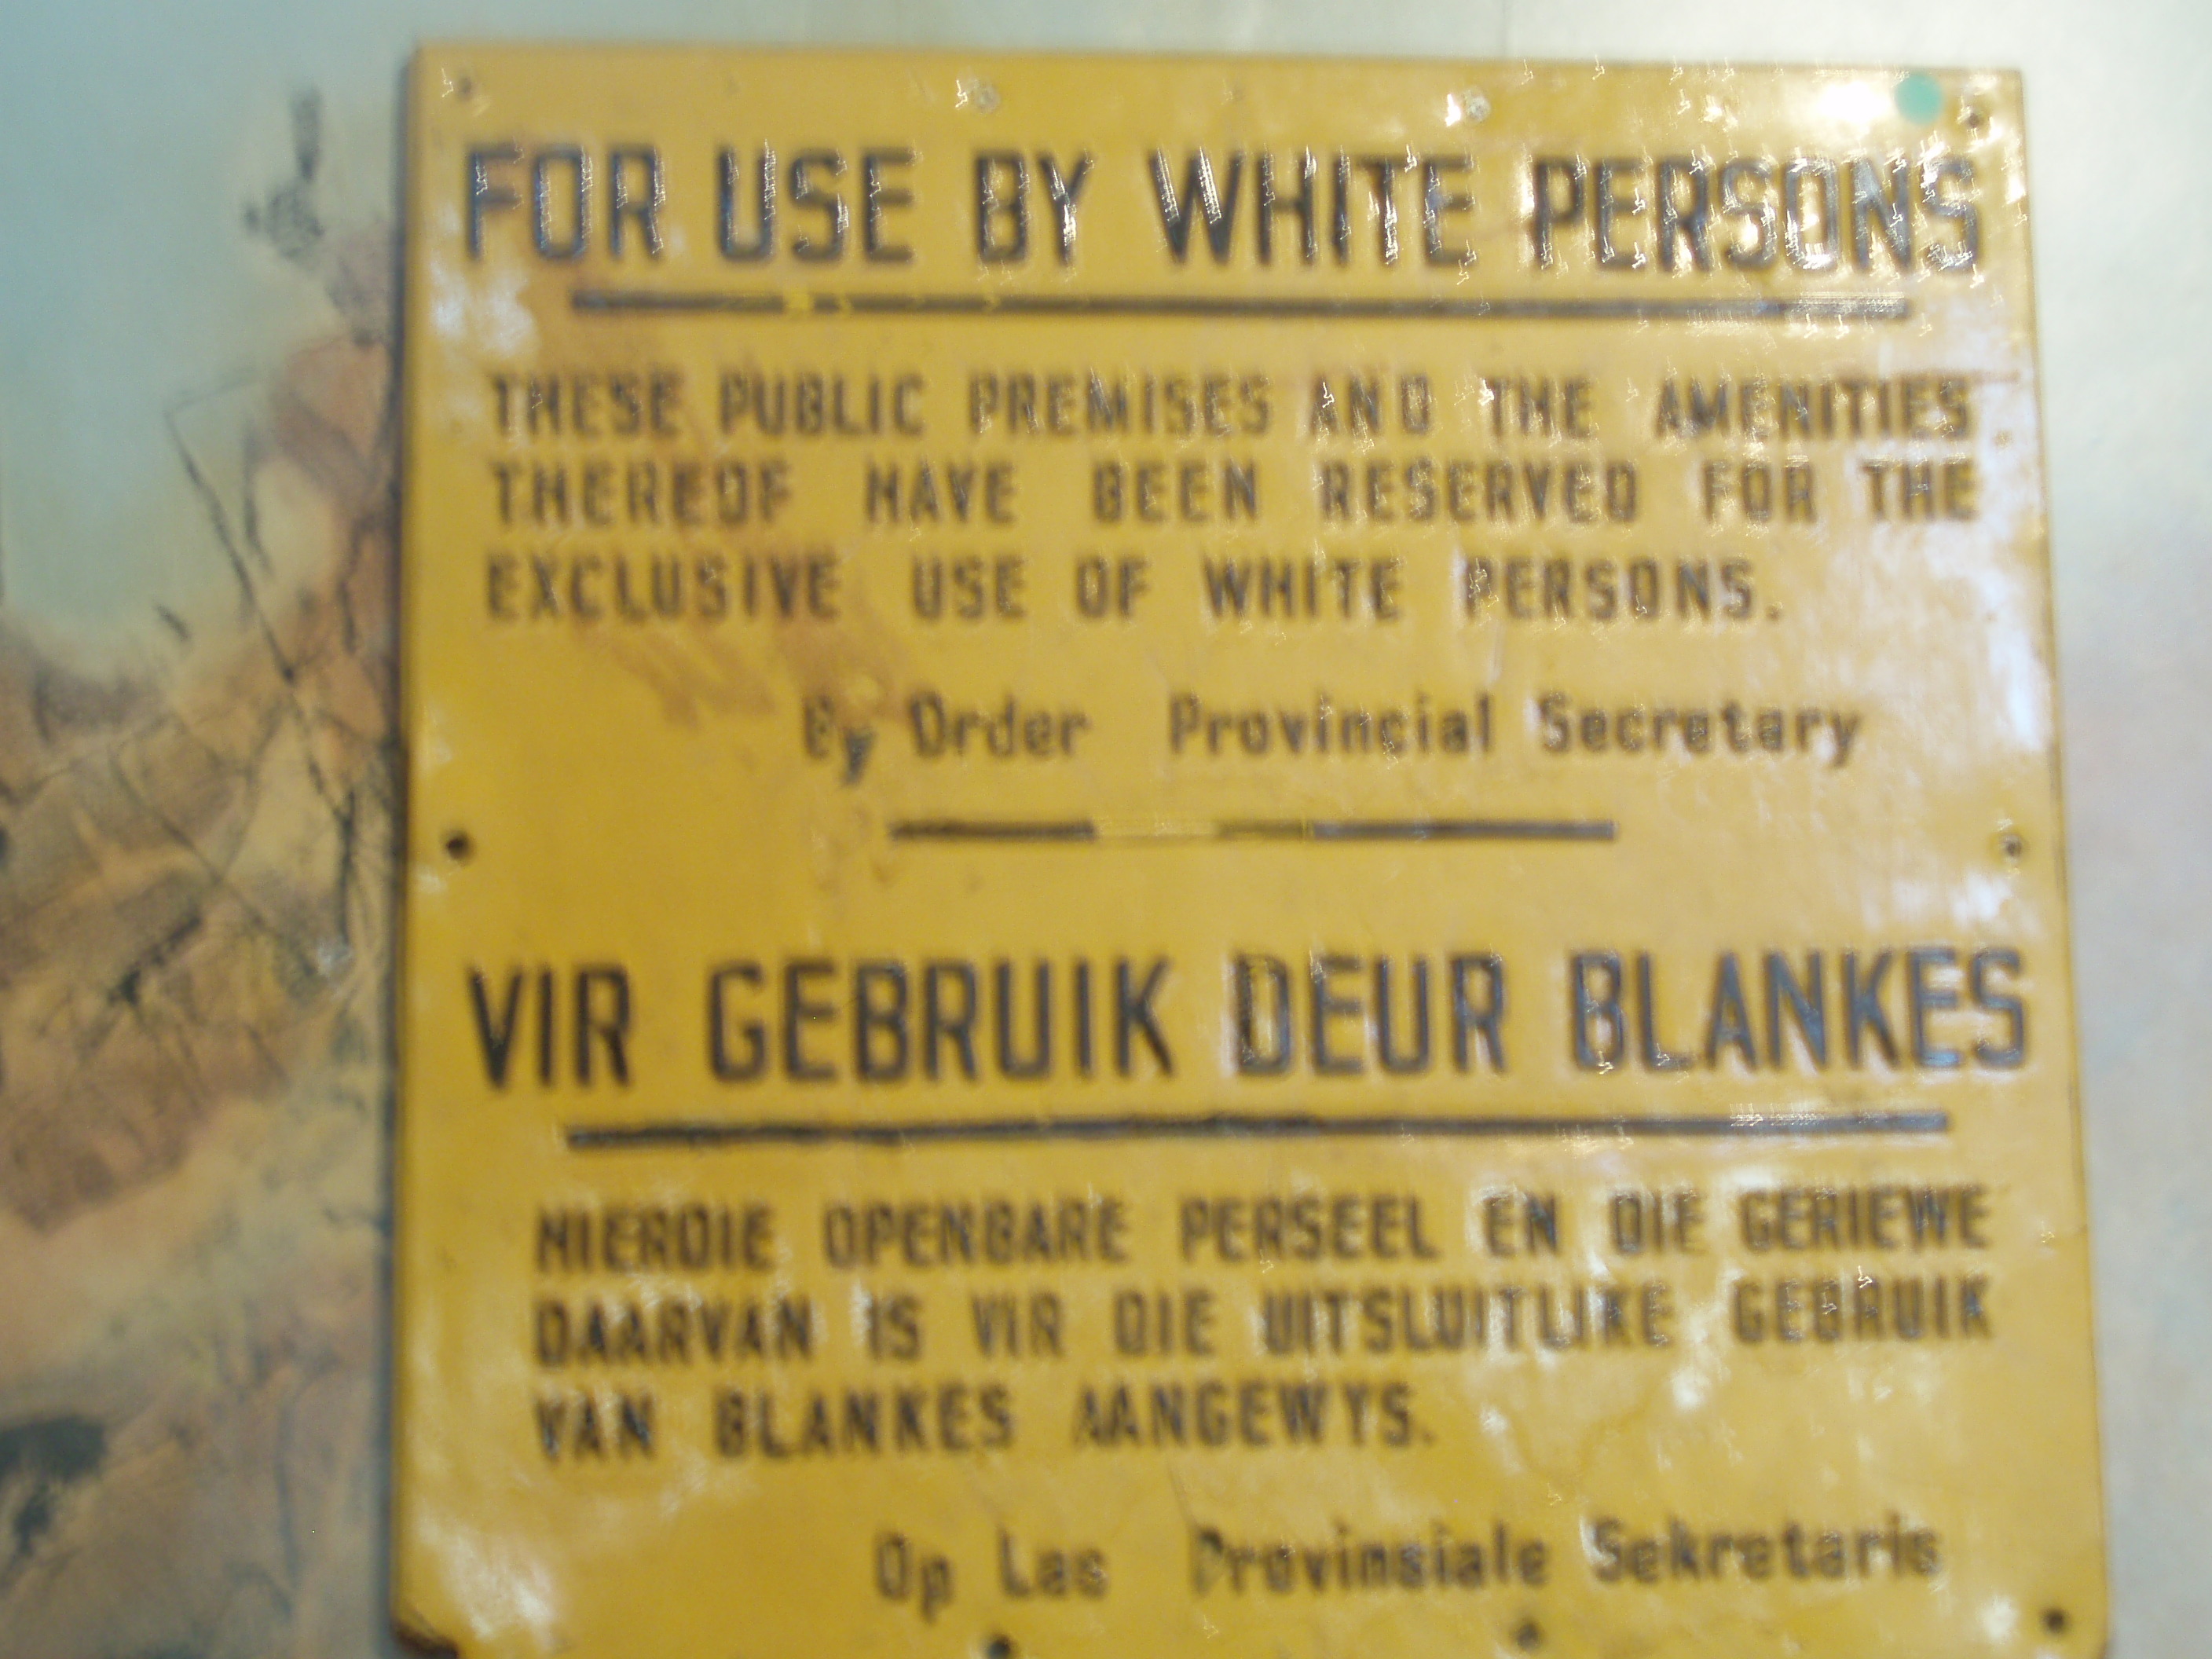 FOR USE BY WHITE PERSONS
THESE PUBLIC PREMISES AND THE AMENITIES
THEREOF HAVE BEEN RESERVED FOR THE
EXCLUSIVE USE OF WHITE PERSONS.
By Order Provincial Secretary
VIR GEBRUIK DEUR BLANKES
HIERDIE OPENBARE PERSEEL EN DIE GERIEWE
DAARVAN IS VIR DIE UITSLUITLIKE GEBRUIK
VAN BLANKES AANGEWYS.
Op Las Provinsiale Sekretaris